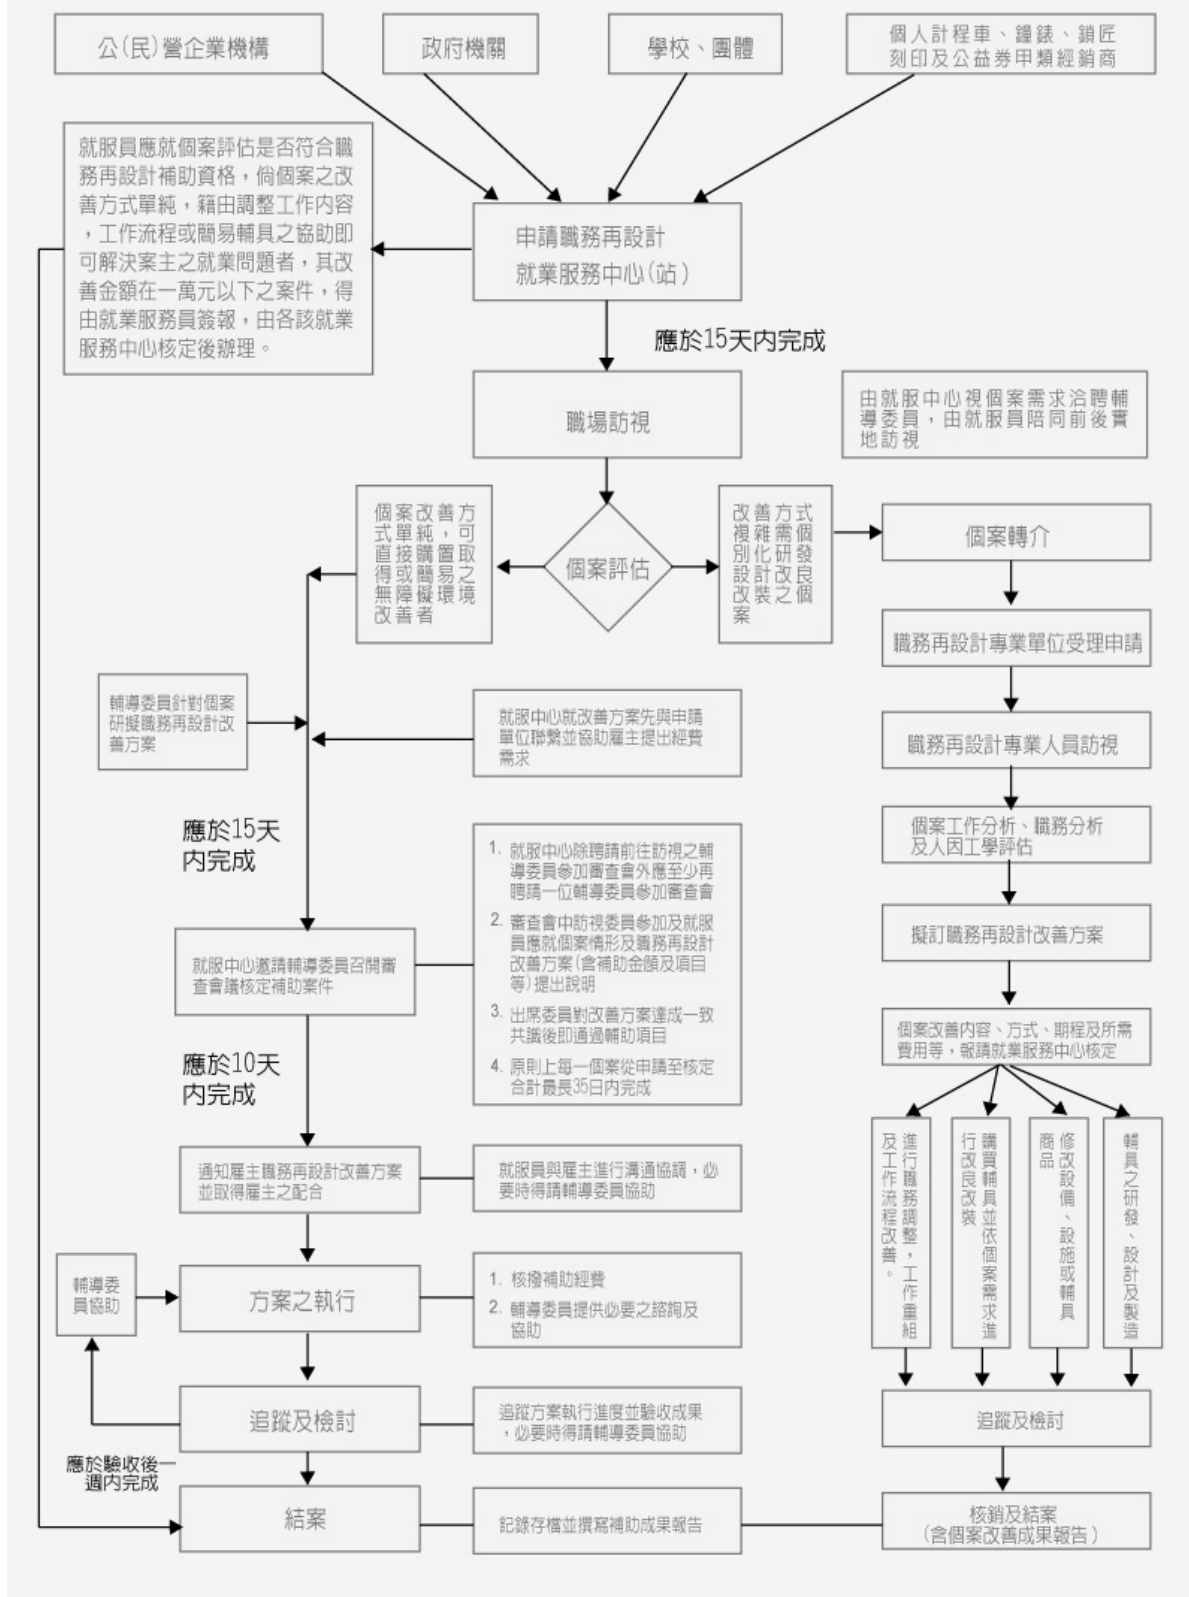 公(民)營企業機構
政府機關
學校、團體
個人計程車、鐘錶、鎖匠
刻印及公益券甲類經銷商
就服員應就個案評估是否符合職
務再設計補助資格，倘個案之改
善方式單純，籍由調整工作內容
，工作流程或簡易輔具之協助即
可解決案主之就業問題者，其改
善金額在一萬元以下之案件，得
由就業服務員簽報，由各該就業
服務中心核定後辦理。
申請職務再設計
就業服務中心(站)
應於15天內完成
職場訪視
由就服中心視個案需求洽聘輔
導委員，由就服員陪同前後實
地訪視
個案改善方
式單純，可
直接購置取
得或簡易之
無障礙環境
改善者
個案評估
改善方式
複雜需個
別化研發
設計改良
改裝之個
案
個案轉介
職務再設計專業單位受理申請
輔導委員針對個案
研擬職務再設計改
善方案
就服中心就改善方案先與申請
單位聯繫並協助雇主提出經費
需求
職務再設計專業人員訪視
應於15天
內完成
個案工作分析、職務分析
及人因工學評估
1. 就服中心除聘請前往訪視之輔
導委員參加審查會外應至少再
聘請一位輔導委員參加審查會
2. 審查會中訪視委員參加及就服
員應就個案情形及職務再設計
改善方案(含補助金額及項目
等)提出說明
3. 出席委員對改善方案達成一致
共識後即通過輔助項目
4. 原則上每一個案從申請至核定
合計最長35日內完成
就服中心邀請輔導委員召開審
查會議核定補助案件
擬訂職務再設計改善方案
個案改善內容、方式、期程及所需
費用等，報請就業服務中心核定
應於10天
內完成
進行職務調整，工作重組
及工作流程改善。
購買輔具並依個案需求進
行改良改裝
修改設備、設施或輔具
商品
輔具之研發、設計及製造
通知雇主職務再設計改善方案
並取得雇主之配合
就服員與雇主進行溝通協調，必
要時得請輔導委員協助
輔導委
員協助
方案之執行
1. 核撥補助經費
2. 輔導委員提供必要之諮詢及
協助
追蹤及檢討
追蹤方案執行進度並驗收成果
，必要時得請輔導委員協助
追蹤及檢討
應於驗收後一
週內完成
結案
記錄存檔並撰寫補助成果報告
核銷及結案
(含個案改善成果報告)